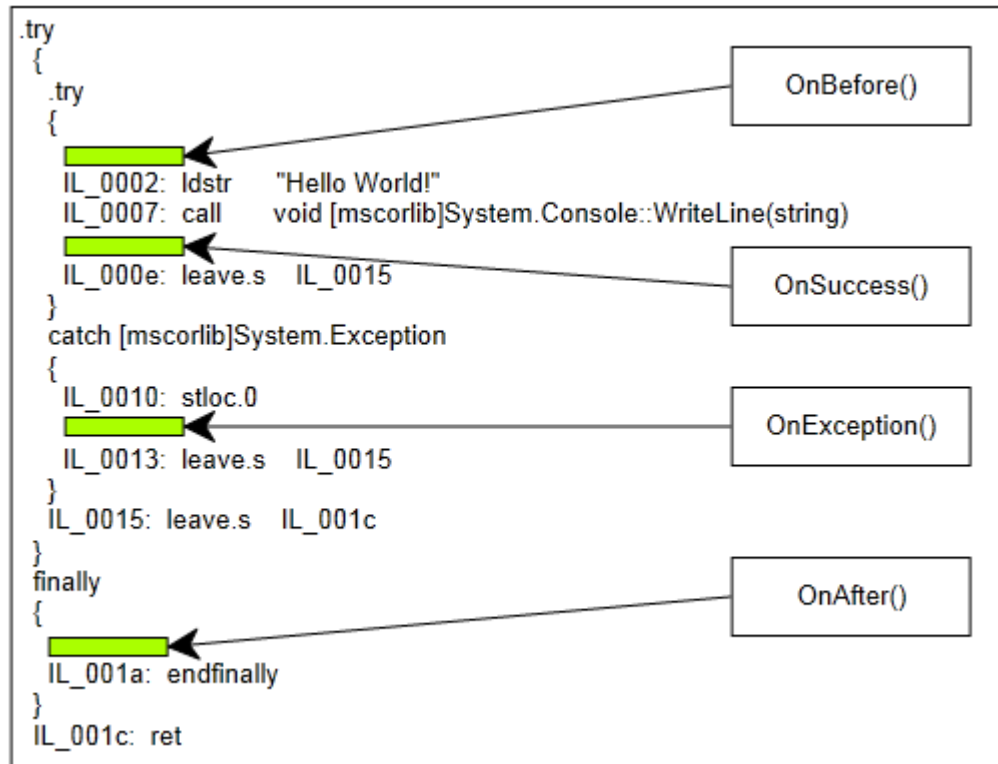 .try
{
.try
{
OnBefore()
IL_0002: ldstr "Hello World!"
IL_0007: call void [mscorlib]System.Console::WriteLine(string)
IL_000e: leave.s IL_0015
OnSuccess()
}
catch [mscorlib]System.Exception
{
IL_0010: stloc.0
OnException()
IL_0013: leave.s IL_0015
}
IL_0015: leave.s IL_001c
}
finally
{
OnAfter()
IL_001a: endfinally
}
IL_001c: ret